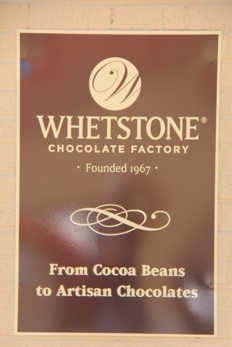 W
WHETSTONE®
CHOCOLATE FACTORY
· Founded 1967 ·
From Cocoa Beans
to Artisan Chocolates